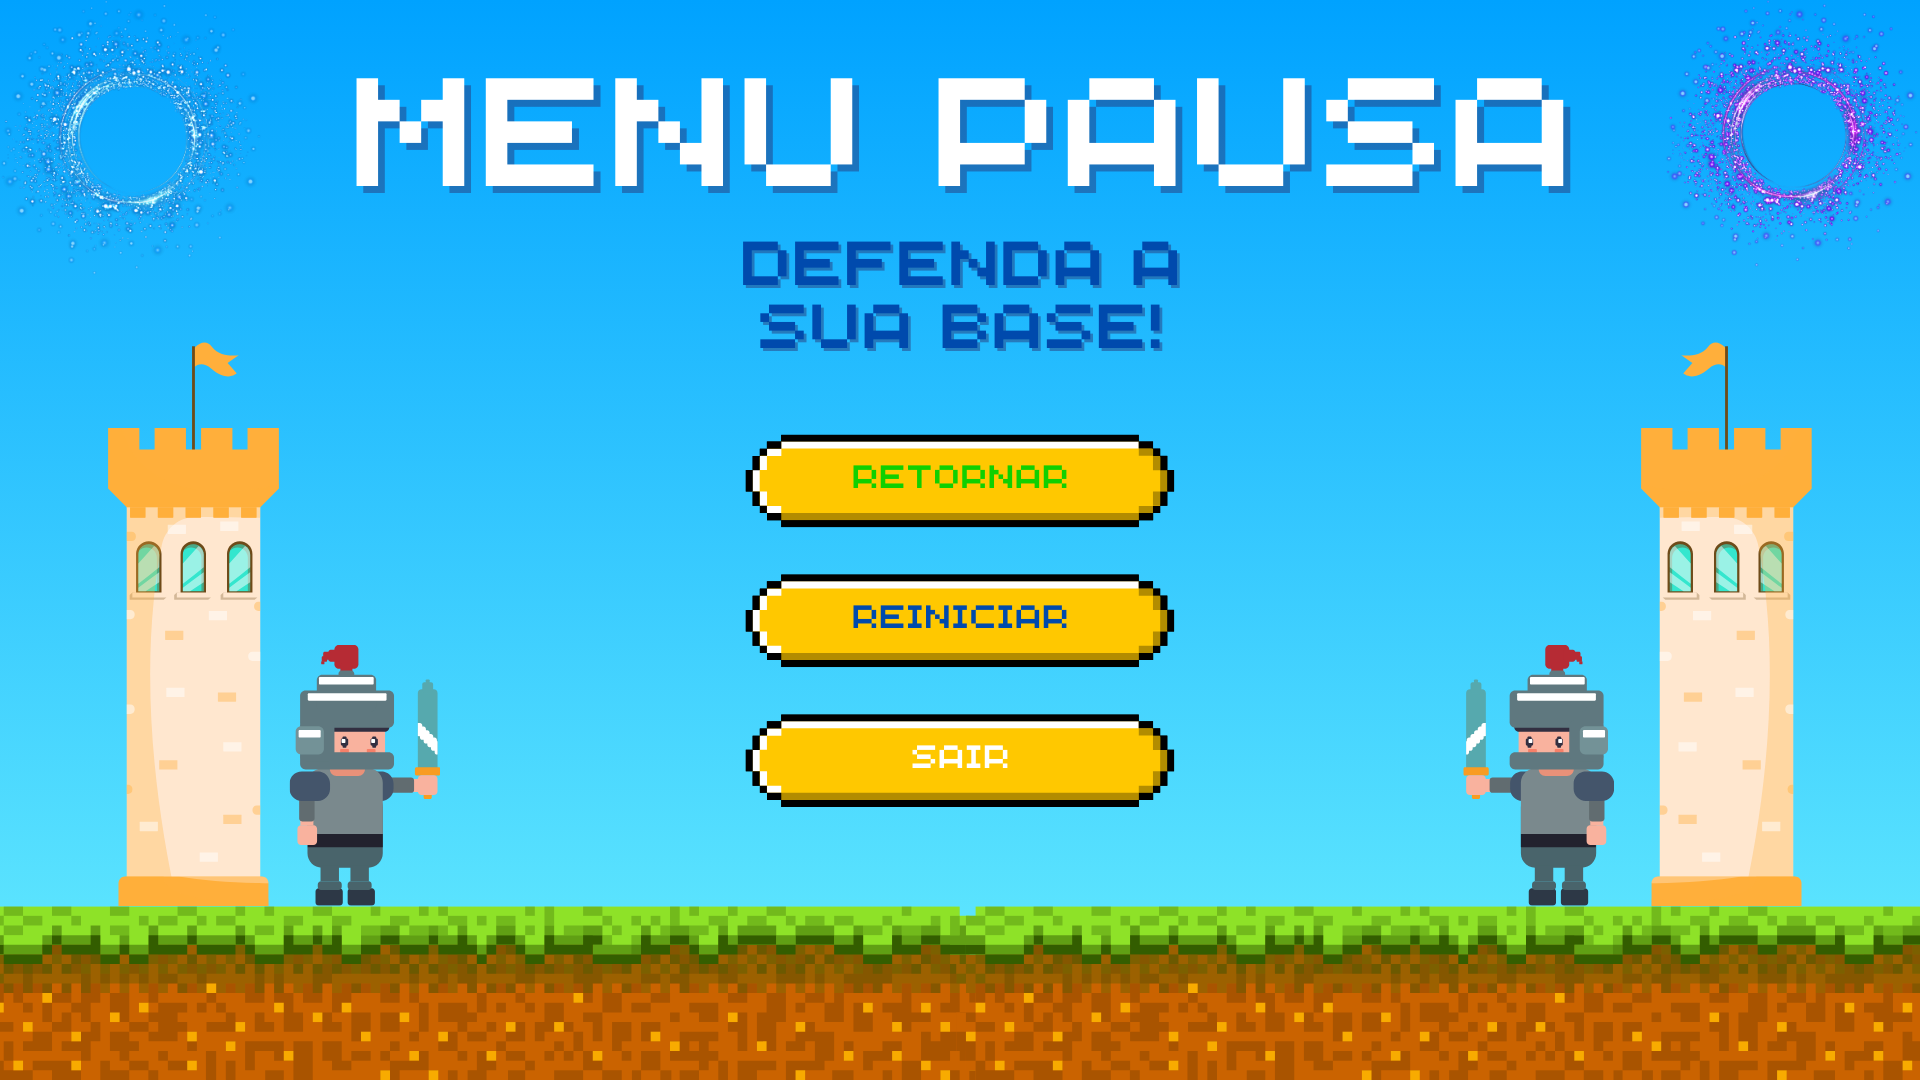 MENU PAUSA
DEFENDA A
SUA BASE!
RETORNAR
REINICIAR
SAIR